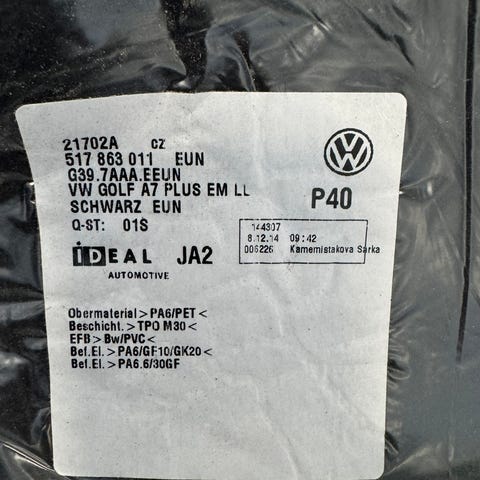 21702A CZ
517 863 011 EUN
G39.7AAA.EEUN
VW GOLF A7 PLUS EM LL
SCHWARZ EUN
P40
Q-ST: 01S
144307
8.12.14 09:42
006226 Kamemistakova Sarka
IDEAL JA2
AUTOMOTIVE
Obermaterial>PA6/PET<
Beschicht.>TPO M30<
EFB>Bw/PVC<
Bef.El.>PA6/GF10/GK20<
Bef.El.>PA6.6/30GF